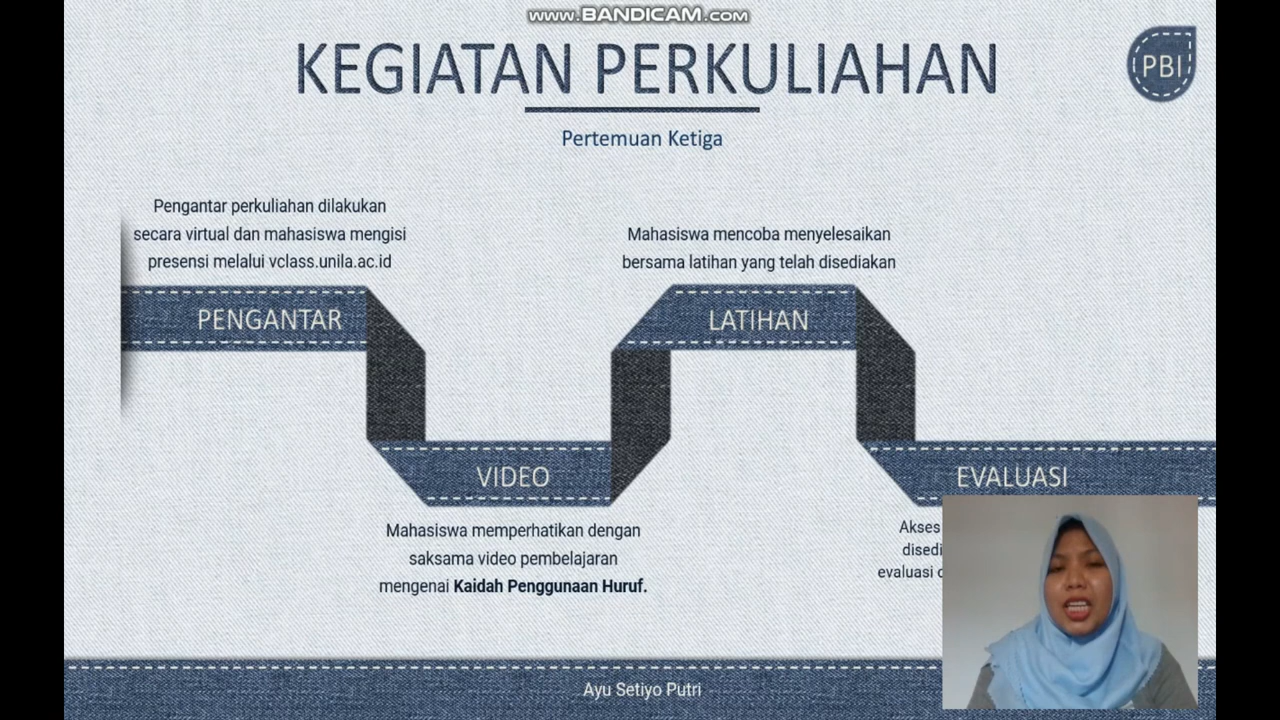 www.BANDICAM.com
KEGIATAN PERKULIAHAN
PBI
Pertemuan Ketiga
Pengantar perkuliahan dilakukan
secara virtual dan mahasiswa mengisi
presensi melalui vclass.unila.ac.id
Mahasiswa mencoba menyelesaikan
bersama latihan yang telah disediakan
PENGANTAR
LATIHAN
VIDEO
EVALUASI
Mahasiswa memperhatikan dengan
saksama video pembelajaran
mengenai Kaidah Penggunaan Huruf.
Akses
evaluasi
Ayu Setiyo Putri